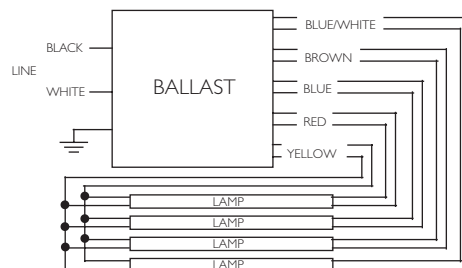 BLUE/WHITE
BLACK
BROWN
LINE
BALLAST
WHITE
BLUE
RED
YELLOW
LAMP
LAMP
LAMP
LAMP